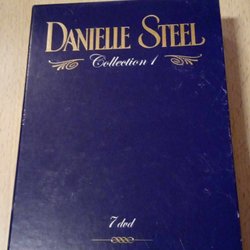 DANIELLE STEEL
Collection 1
7 dvd